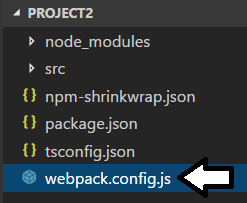 PROJECT2
node_modules
src
npm-shrinkwrap.json
package.json
tsconfig.json
webpack.config.js